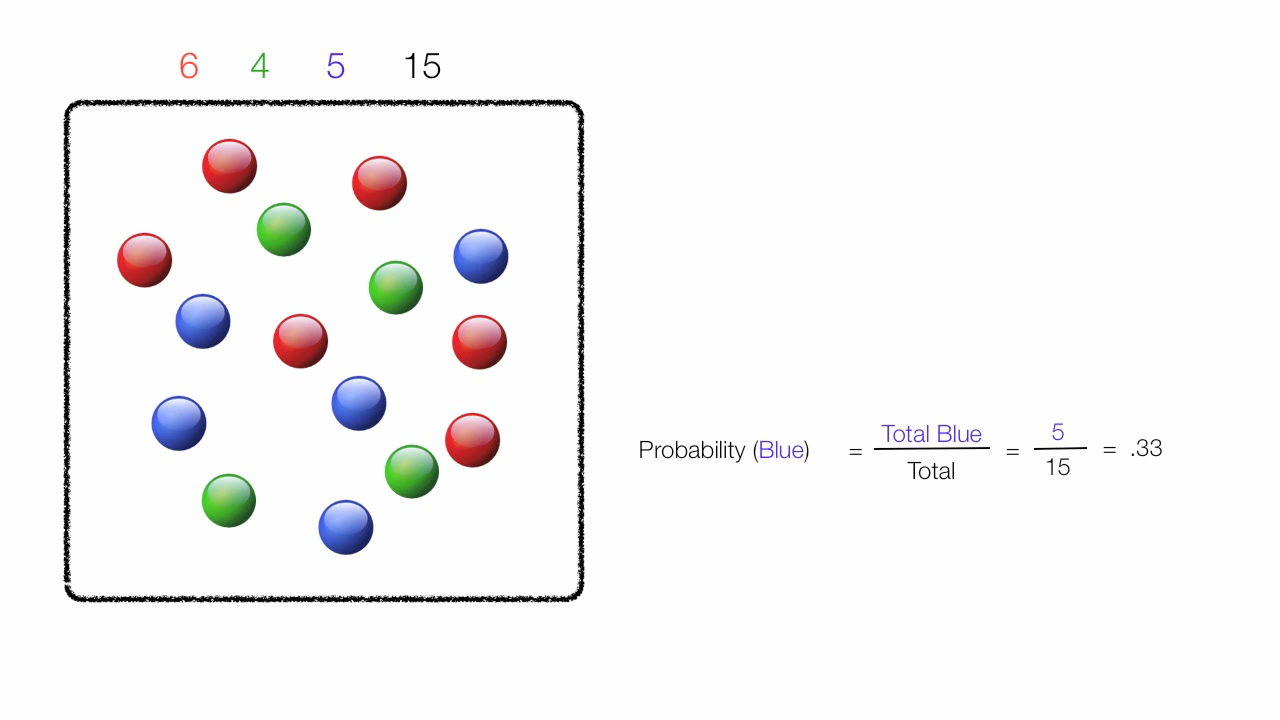 6 4 5 15
Probability (Blue) = Total Blue / Total = 5 / 15 = .33